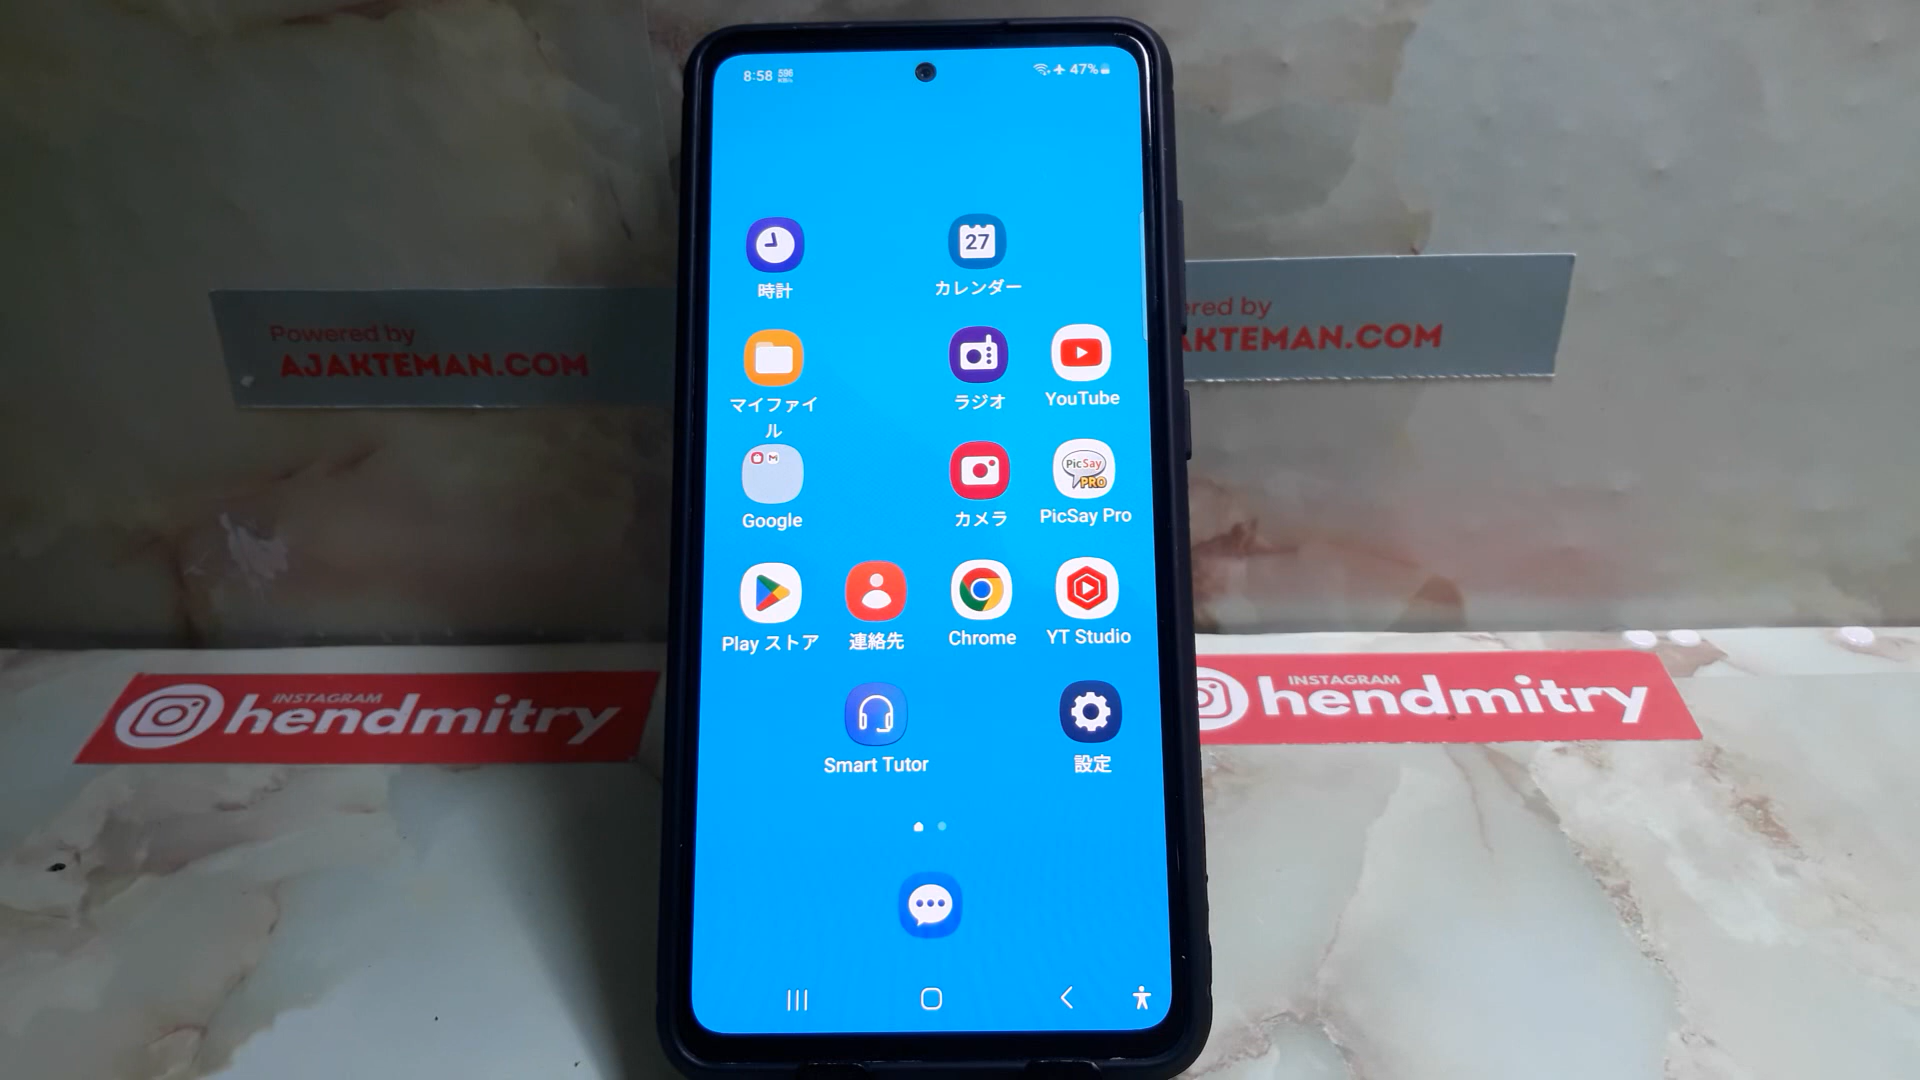 8:58 596 KB/s
47%
27
時計
カレンダー
マイファイ
ル
ラジオ
YouTube
PicSay
PRO
Google
カメラ
PicSay Pro
Play ストア
連絡先
Chrome
YT Studio
Smart Tutor
設定
Powered by
AJAKTEMAN.COM
ered by
AKTEMAN.COM
INSTAGRAM
hendmitry
INSTAGRAM
hendmitry